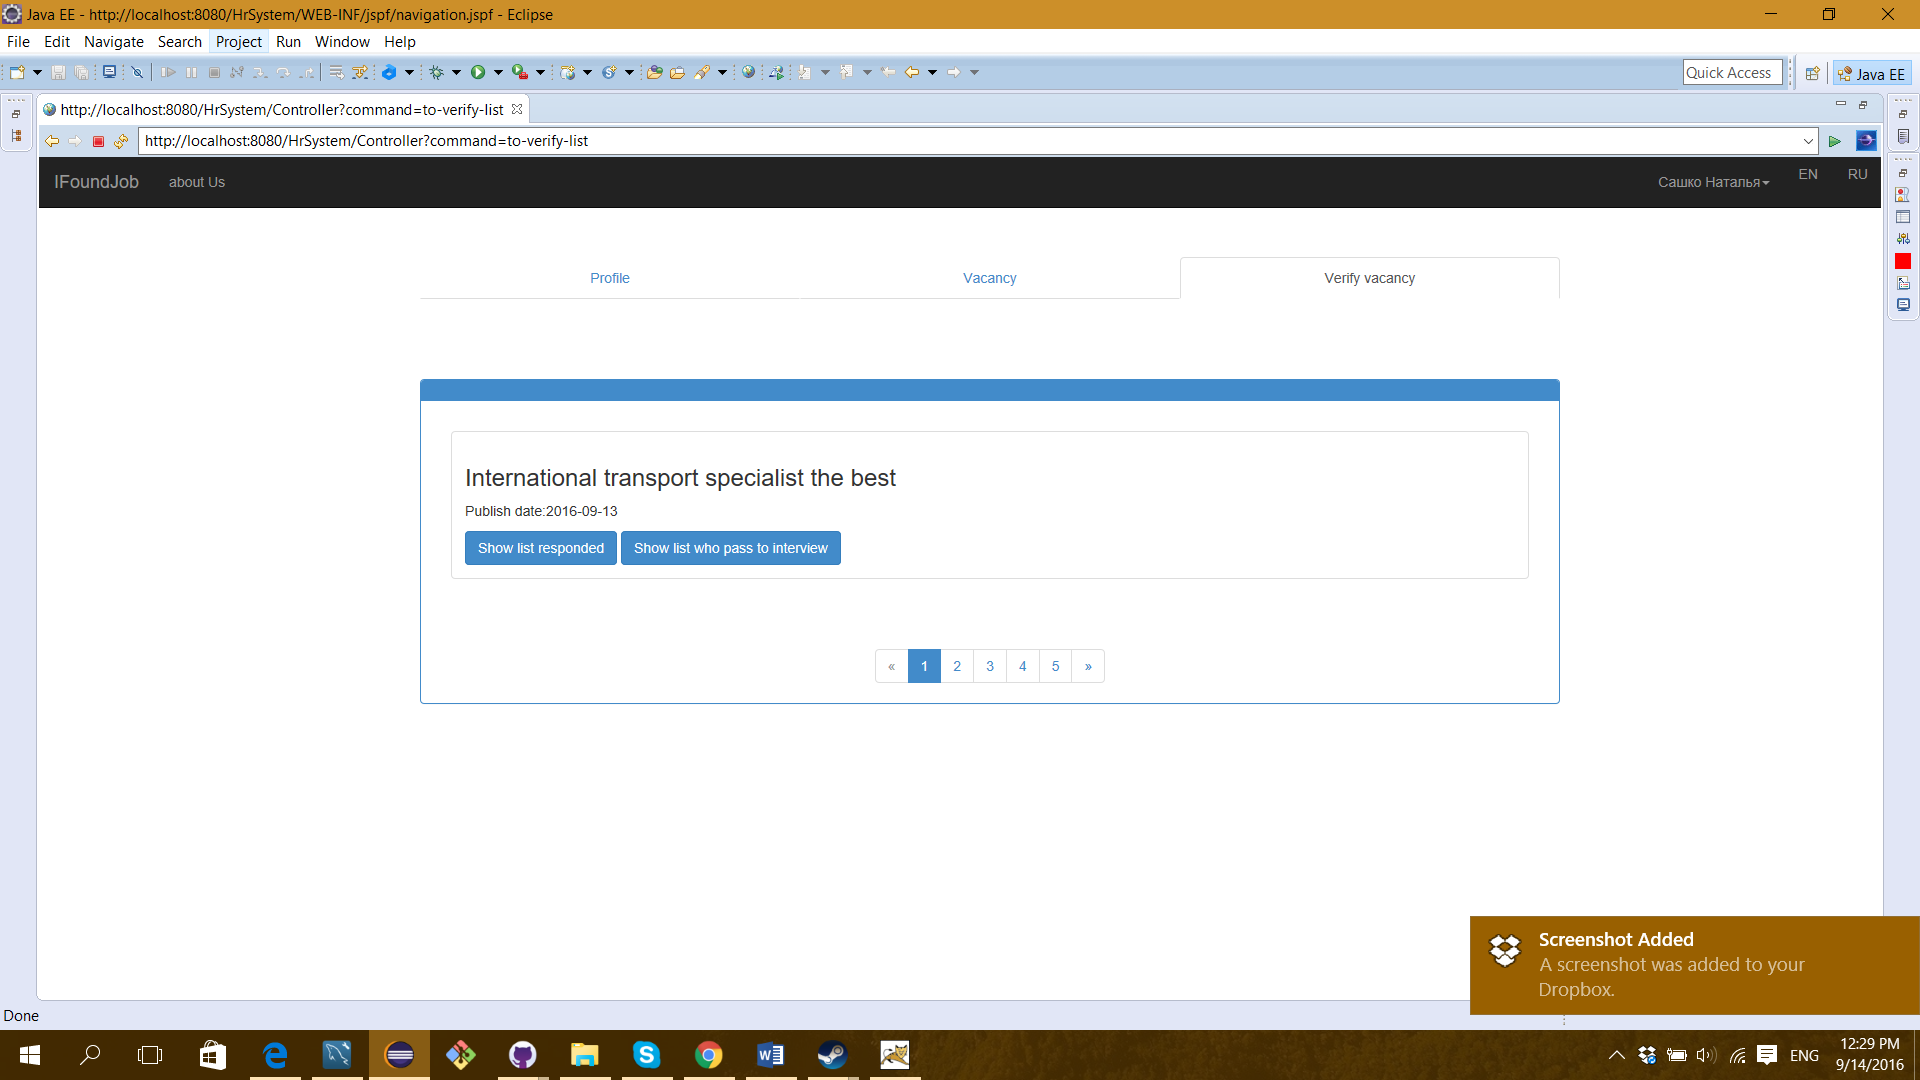 Java EE - http://localhost:8080/HrSystem/WEB-INF/jspf/navigation.jspf - Eclipse
File Edit Navigate Search Project Run Window Help
Quick Access
Java EE
http://localhost:8080/HrSystem/Controller?command=to-verify-list
http://localhost:8080/HrSystem/Controller?command=to-verify-list
IFoundJob about Us Сашко Наталья EN RU
Profile Vacancy Verify vacancy
International transport specialist the best
Publish date:2016-09-13
Show list responded Show list who pass to interview
« 1 2 3 4 5 »
Screenshot Added
A screenshot was added to your
Dropbox.
Done
ENG
12:29 PM
9/14/2016